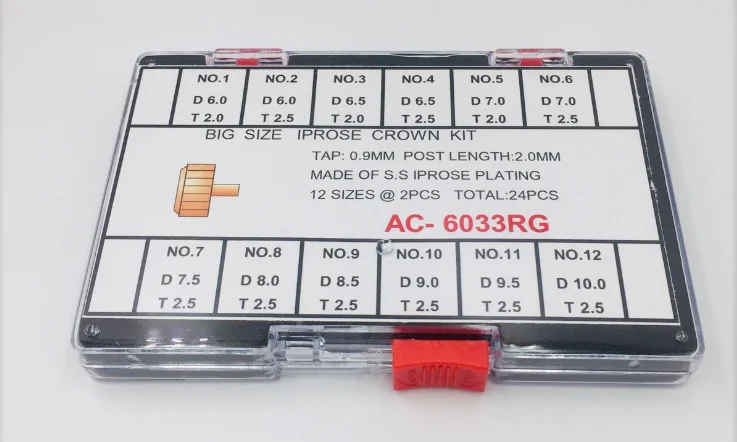 NO.1 NO.2 NO.3 NO.4 NO.5 NO.6
D 6.0 D 6.0 D 6.5 D 6.5 D 7.0 D 7.0
T 2.0 T 2.5 T 2.0 T 2.5 T 2.0 T 2.5
BIG SIZE IPROSE CROWN KIT
TAP: 0.9MM POST LENGTH:2.0MM
MADE OF S.S IPROSE PLATING
12 SIZES @ 2PCS TOTAL:24PCS
AC- 6033RG
NO.7 NO.8 NO.9 NO.10 NO.11 NO.12
D 7.5 D 8.0 D 8.5 D 9.0 D 9.5 D 10.0
T 2.5 T 2.5 T 2.5 T 2.5 T 2.5 T 2.5